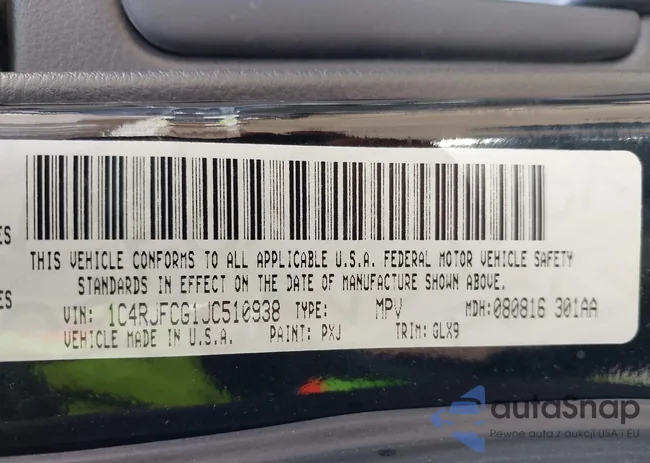 THIS VEHICLE CONFORMS TO ALL APPLICABLE U.S.A. FEDERAL MOTOR VEHICLE SAFETY
STANDARDS IN EFFECT ON THE DATE OF MANUFACTURE SHOWN ABOVE.
VIN: 1C4RJFCG1JC510938 TYPE: MPV MDH:080816 301AA
VEHICLE MADE IN U.S.A. PAINT: PXJ TRIM: GLX9
autoSnap
Pewne auta z aukcji USA i EU